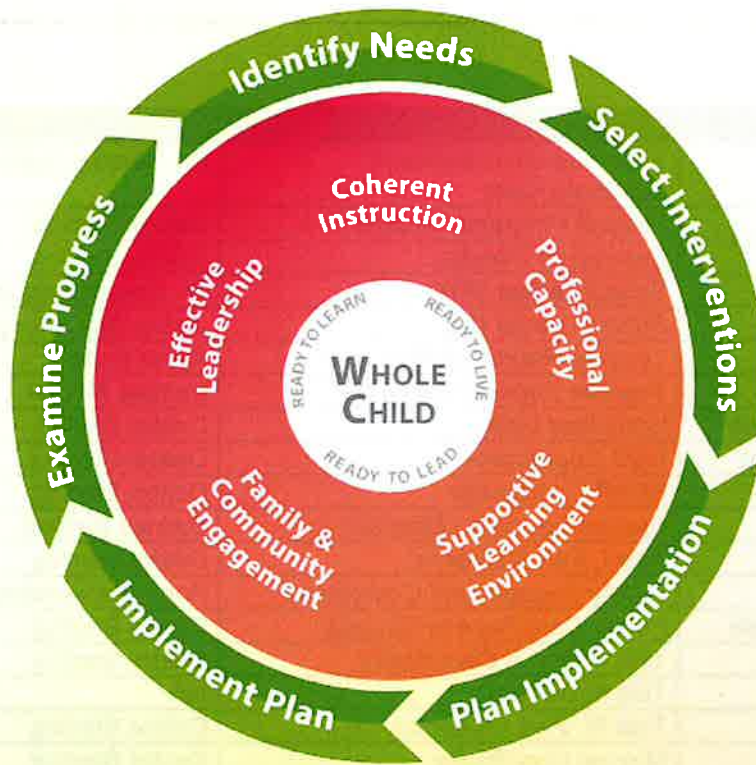 Identify Needs
Select Interventions
Plan Implementation
Implement Plan
Examine Progress
Coherent
Instruction
Professional
Capacity
Supportive
Learning
Environment
Family &
Community
Engagement
Effective
Leadership
READY TO LEARN
READY TO LIVE
READY TO LEAD
WHOLE
CHILD